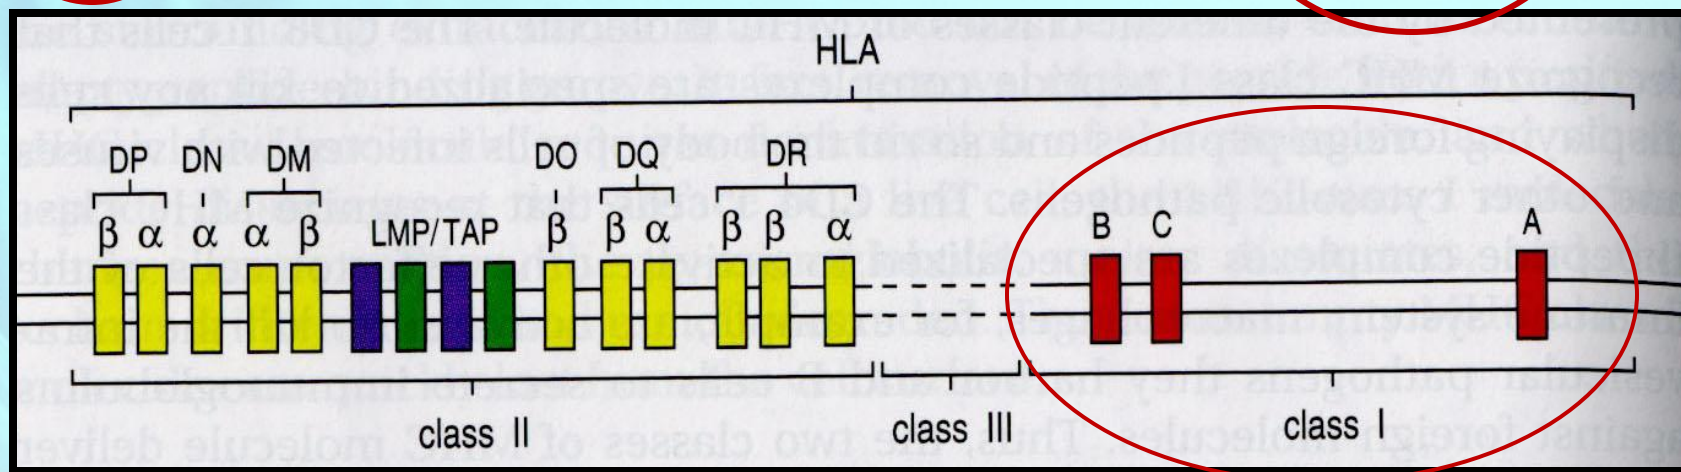 HLA
DP DN DM DO DQ DR
β α α α β LMP/TAP β β α β β α B C A
class II class III class I